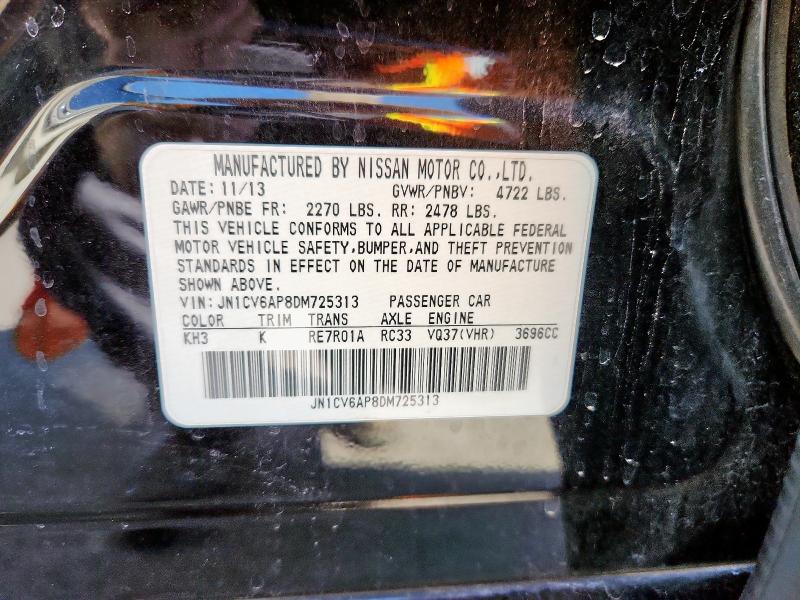 MANUFACTURED BY NISSAN MOTOR CO.,LTD.
DATE: 11/13 GVWR/PNBV: 4722 LBS.
GAWR/PNBE FR: 2270 LBS. RR: 2478 LBS.
THIS VEHICLE CONFORMS TO ALL APPLICABLE FEDERAL
MOTOR VEHICLE SAFETY,BUMPER,AND THEFT PREVENTION
STANDARDS IN EFFECT ON THE DATE OF MANUFACTURE
SHOWN ABOVE.
VIN: JN1CV6AP8DM725313 PASSENGER CAR
COLOR TRIM TRANS AXLE ENGINE
KH3 K RE7R01A RC33 VQ37(VHR) 3696CC
JN1CV6AP8DM725313